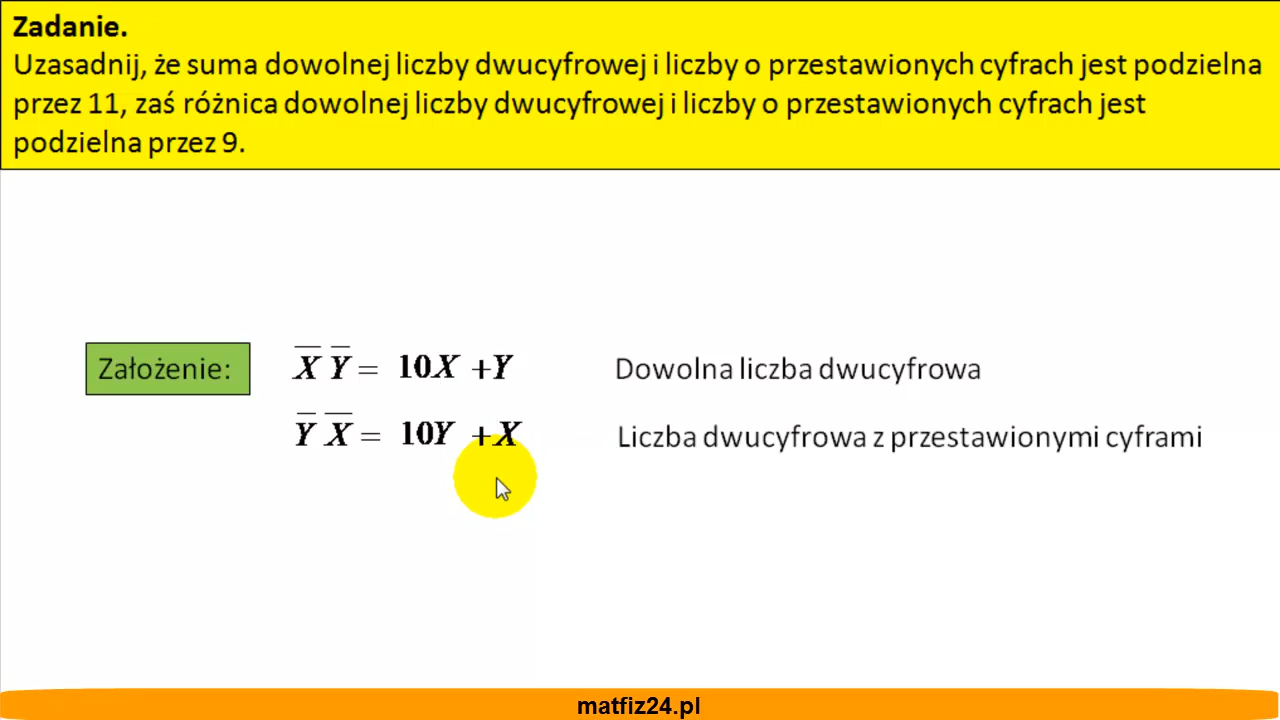 Zadanie.
Uzasadnij, że suma dowolnej liczby dwucyfrowej i liczby o przestawionych cyfrach jest podzielna
przez 11, zaś różnica dowolnej liczby dwucyfrowej i liczby o przestawionych cyfrach jest
podzielna przez 9.
Założenie: X̅ Y̅ = 10X + Y Dowolna liczba dwucyfrowa
Y̅ X̅ = 10Y + X Liczba dwucyfrowa z przestawionymi cyframi
matfiz24.pl